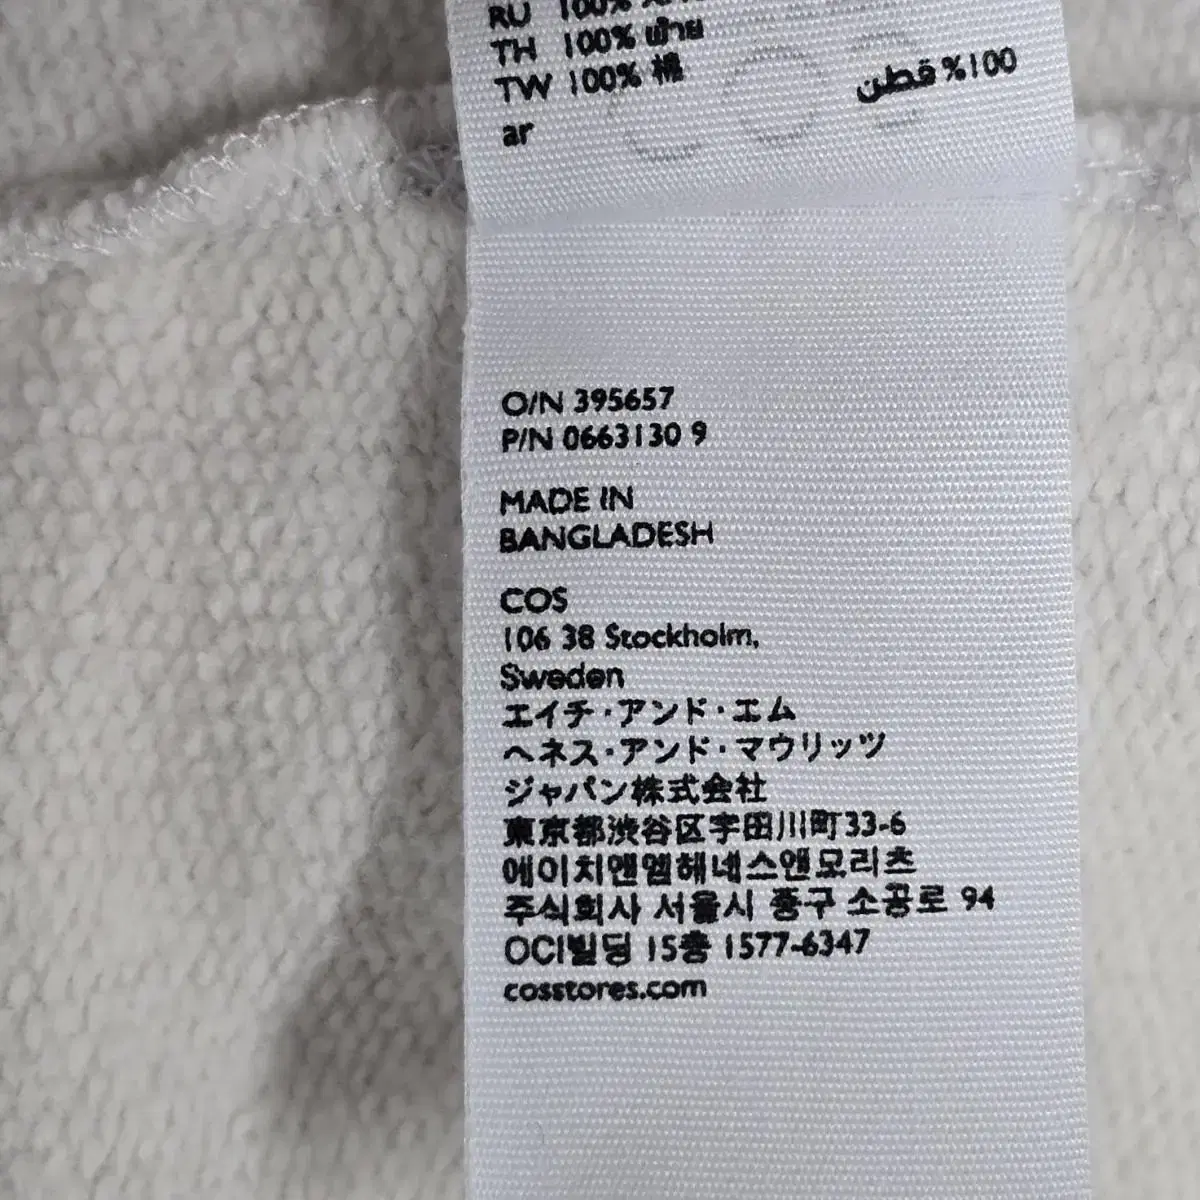 RU 100%
TH 100% ฝ้าย
TW 100% 棉
ar
%100 قطن
O/N 395657
P/N 0663130 9
MADE IN
BANGLADESH
COS
106 38 Stockholm,
Sweden
エイチ・アンド・エム
ヘネス・アンド・マウリッツ
ジャパン株式会社
東京都渋谷区宇田川町33-6
에이치앤엠헤네스앤모리츠
주식회사 서울시 중구 소공로 94
OCI빌딩 15층 1577-6347
cosstores.com